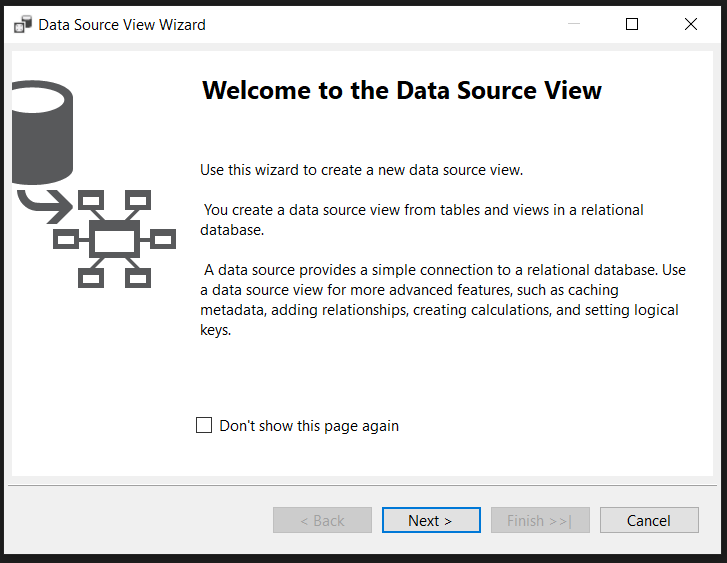 Data Source View Wizard
Welcome to the Data Source View
Use this wizard to create a new data source view.
You create a data source view from tables and views in a relational
database.
A data source provides a simple connection to a relational database. Use
a data source view for more advanced features, such as caching
metadata, adding relationships, creating calculations, and setting logical
keys.
Don't show this page again
< Back
Next >
Finish >>|
Cancel